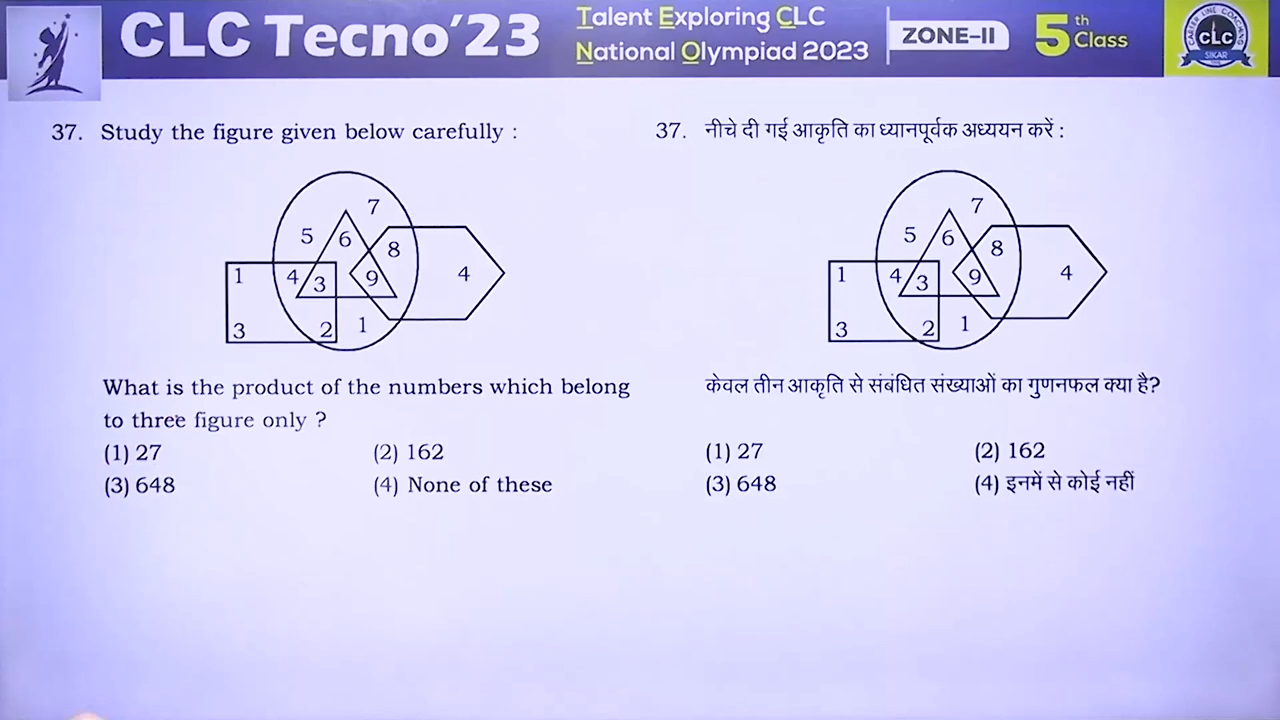 CLC Tecno'23
Talent Exploring CLC
National Olympiad 2023
ZONE-II
5th Class
CAREER LINE COACHING
CLC
SIKAR
37. Study the figure given below carefully :
7
5 6 8
1 4 3 9 4
3 2 1
What is the product of the numbers which belong
to three figure only ?
(1) 27 (2) 162
(3) 648 (4) None of these
37. नीचे दी गई आकृति का ध्यानपूर्वक अध्ययन करें :
7
5 6 8
1 4 3 9 4
3 2 1
केवल तीन आकृति से संबंधित संख्याओं का गुणनफल क्या है?
(1) 27 (2) 162
(3) 648 (4) इनमें से कोई नहीं